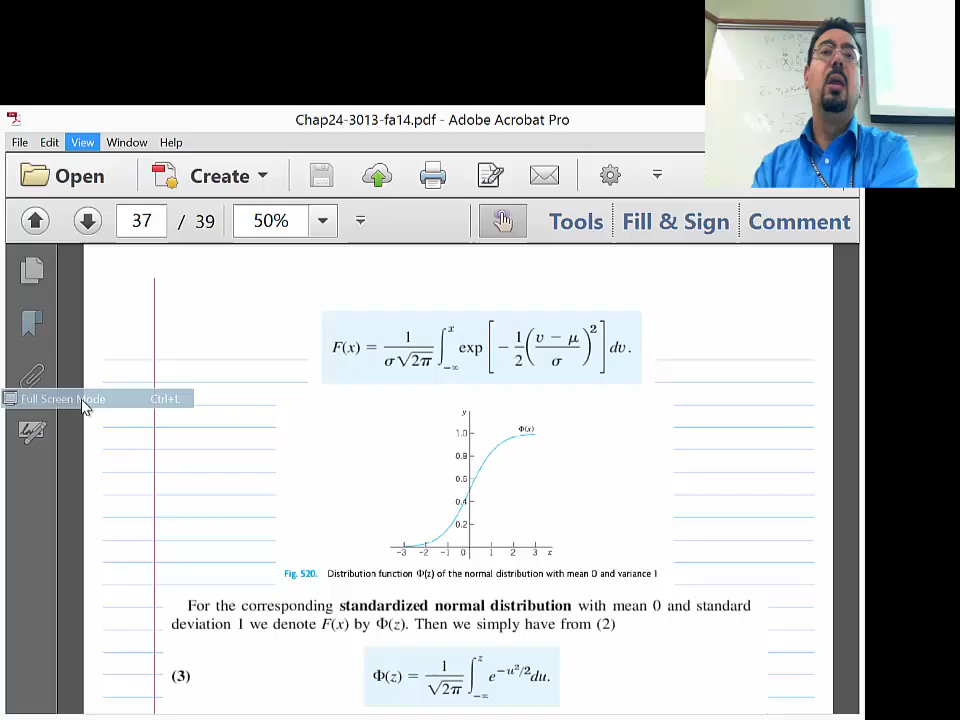 Chap24-3013-fa14.pdf - Adobe Acrobat Pro
File Edit View Window Help
Open Create
37 / 39 50% Tools Fill & Sign Comment
F(x) = 1/(σ√2π) ∫_{-∞}^{x} exp [ - 1/2 ( (v - μ)/σ )² ] dv.
Full Screen Mode Ctrl+L
y
Φ(x)
1.0
0.8
0.6
0.4
0.2
-3 -2 -1 0 1 2 3 x
Fig. 520. Distribution function Φ(z) of the normal distribution with mean 0 and variance 1
For the corresponding standardized normal distribution with mean 0 and standard
deviation 1 we denote F(x) by Φ(z). Then we simply have from (2)
(3) Φ(z) = 1/√2π ∫_{-∞}^{z} e^{-u²/2} du.